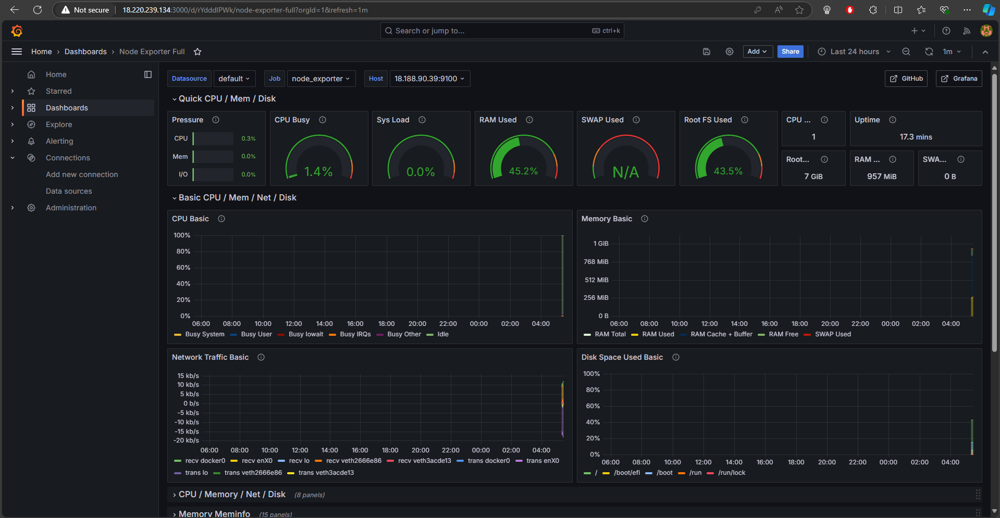 Not secure 18.220.239.134:3000/d/rYdddlPWk/node-exporter-full?orgId=1&refresh=1m
Search or jump to... ctrl+k
Home › Dashboards › Node Exporter Full Add Share Last 24 hours 1m
Home
Starred
Dashboards
Explore
Alerting
Connections
Add new connection
Data sources
Administration
Datasource default Job node_exporter Host 18.188.90.39:9100 GitHub Grafana
Quick CPU / Mem / Disk
Pressure
CPU 0.3%
Mem 0.0%
I/O 0.0%
CPU Busy
1.4%
Sys Load
0.0%
RAM Used
45.2%
SWAP Used
N/A
Root FS Used
43.5%
CPU ...
1
Uptime
17.3 mins
Root...
7 GiB
RAM ...
957 MiB
SWA...
0 B
Basic CPU / Mem / Net / Disk
CPU Basic
100%
80%
60%
40%
20%
0%
06:00 08:00 10:00 12:00 14:00 16:00 18:00 20:00 22:00 00:00 02:00 04:00
Busy System Busy User Busy Iowait Busy IRQs Busy Other Idle
Memory Basic
1 GiB
768 MiB
512 MiB
256 MiB
0 B
06:00 08:00 10:00 12:00 14:00 16:00 18:00 20:00 22:00 00:00 02:00 04:00
RAM Total RAM Used RAM Cache + Buffer RAM Free SWAP Used
Network Traffic Basic
15 kb/s
10 kb/s
5 kb/s
0 b/s
-5 kb/s
-10 kb/s
-15 kb/s
-20 kb/s
06:00 08:00 10:00 12:00 14:00 16:00 18:00 20:00 22:00 00:00 02:00 04:00
recv docker0 recv enX0 recv lo recv veth2666e86 recv veth3acde13 trans docker0 trans enX0
trans lo trans veth2666e86 trans veth3acde13
Disk Space Used Basic
100%
80%
60%
40%
20%
0%
06:00 08:00 10:00 12:00 14:00 16:00 18:00 20:00 22:00 00:00 02:00 04:00
/ /boot/efi /boot /run /run/lock
CPU / Memory / Net / Disk (8 panels)
Memory Meminfo (15 panels)